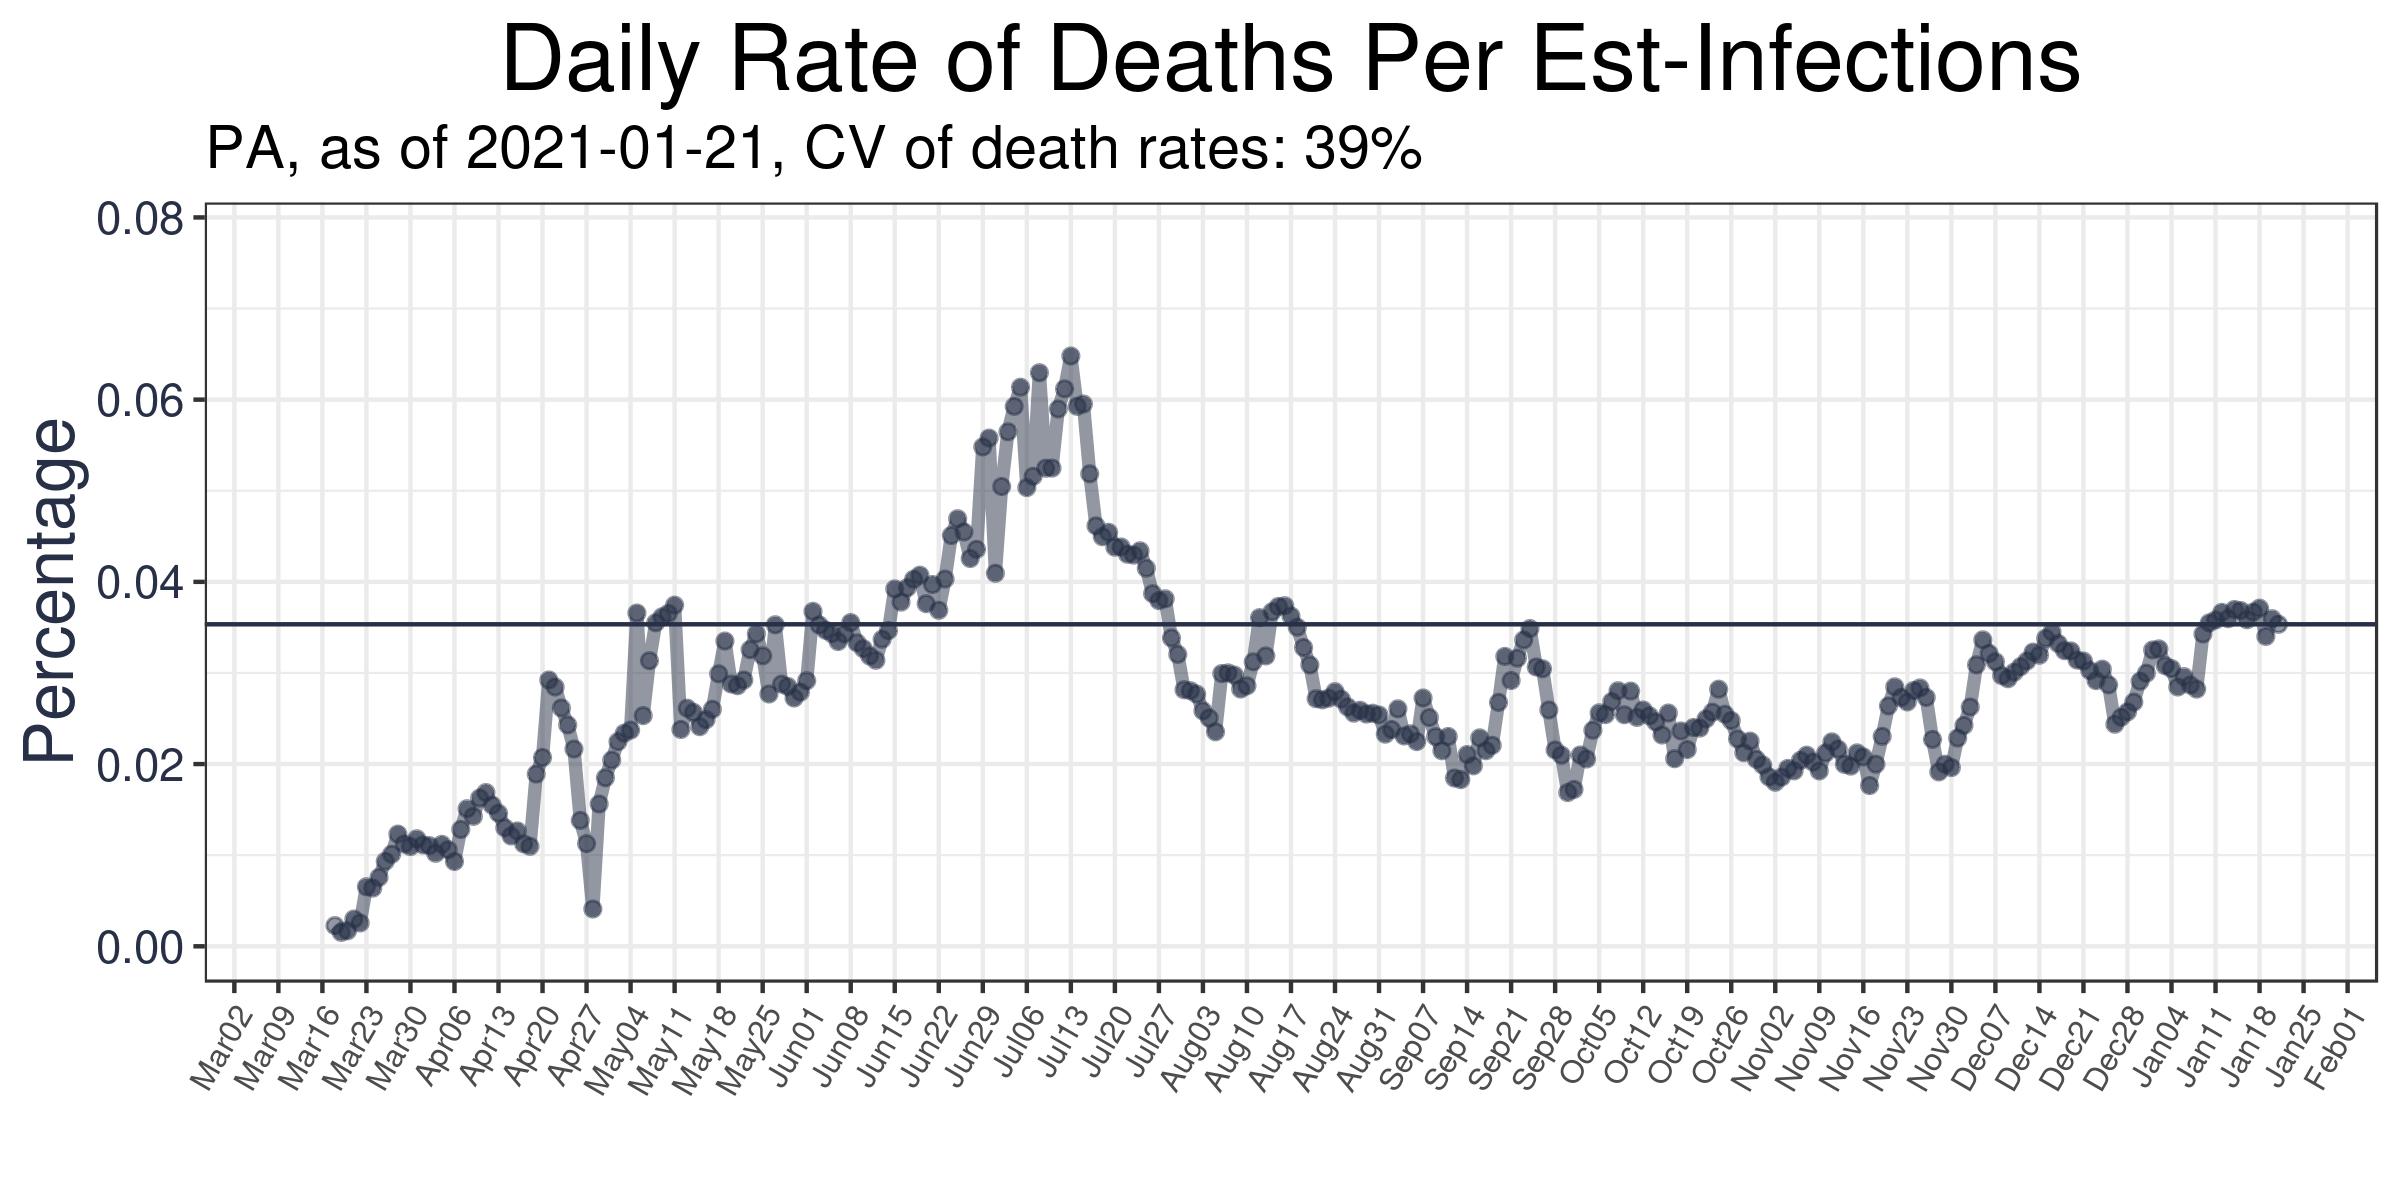 Daily Rate of Deaths Per Est-Infections
PA, as of 2021-01-21, CV of death rates: 39%
Percentage
0.08
0.06
0.04
0.02
0.00
Mar02
Mar09
Mar16
Mar23
Mar30
Apr06
Apr13
Apr20
Apr27
May04
May11
May18
May25
Jun01
Jun08
Jun15
Jun22
Jun29
Jul06
Jul13
Jul20
Jul27
Aug03
Aug10
Aug17
Aug24
Aug31
Sep07
Sep14
Sep21
Sep28
Oct05
Oct12
Oct19
Oct26
Nov02
Nov09
Nov16
Nov23
Nov30
Dec07
Dec14
Dec21
Dec28
Jan04
Jan11
Jan18
Jan25
Feb01